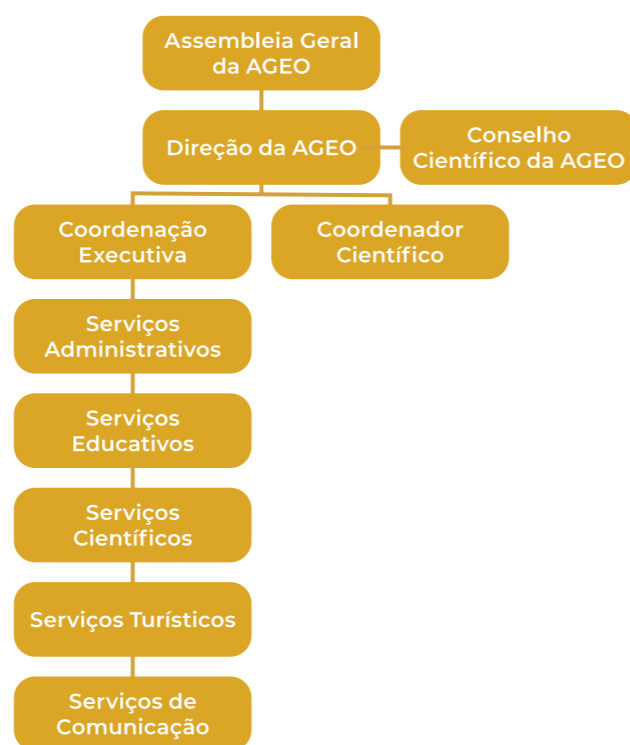 Assembleia Geral
da AGEO
Direção da AGEO
Conselho
Científico da AGEO
Coordenação
Executiva
Coordenador
Científico
Serviços
Administrativos
Serviços
Educativos
Serviços
Científicos
Serviços Turísticos
Serviços de
Comunicação